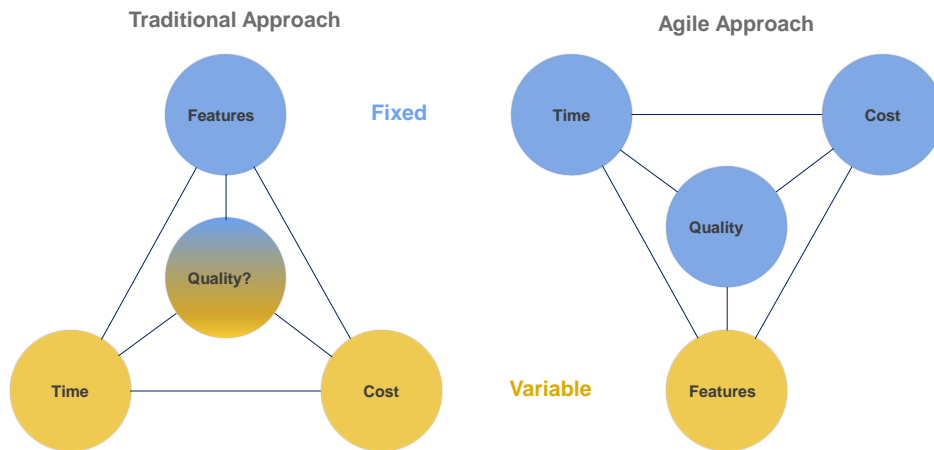 Traditional Approach
Agile Approach
Features
Fixed
Time
Cost
Quality?
Quality
Time
Cost
Variable
Features